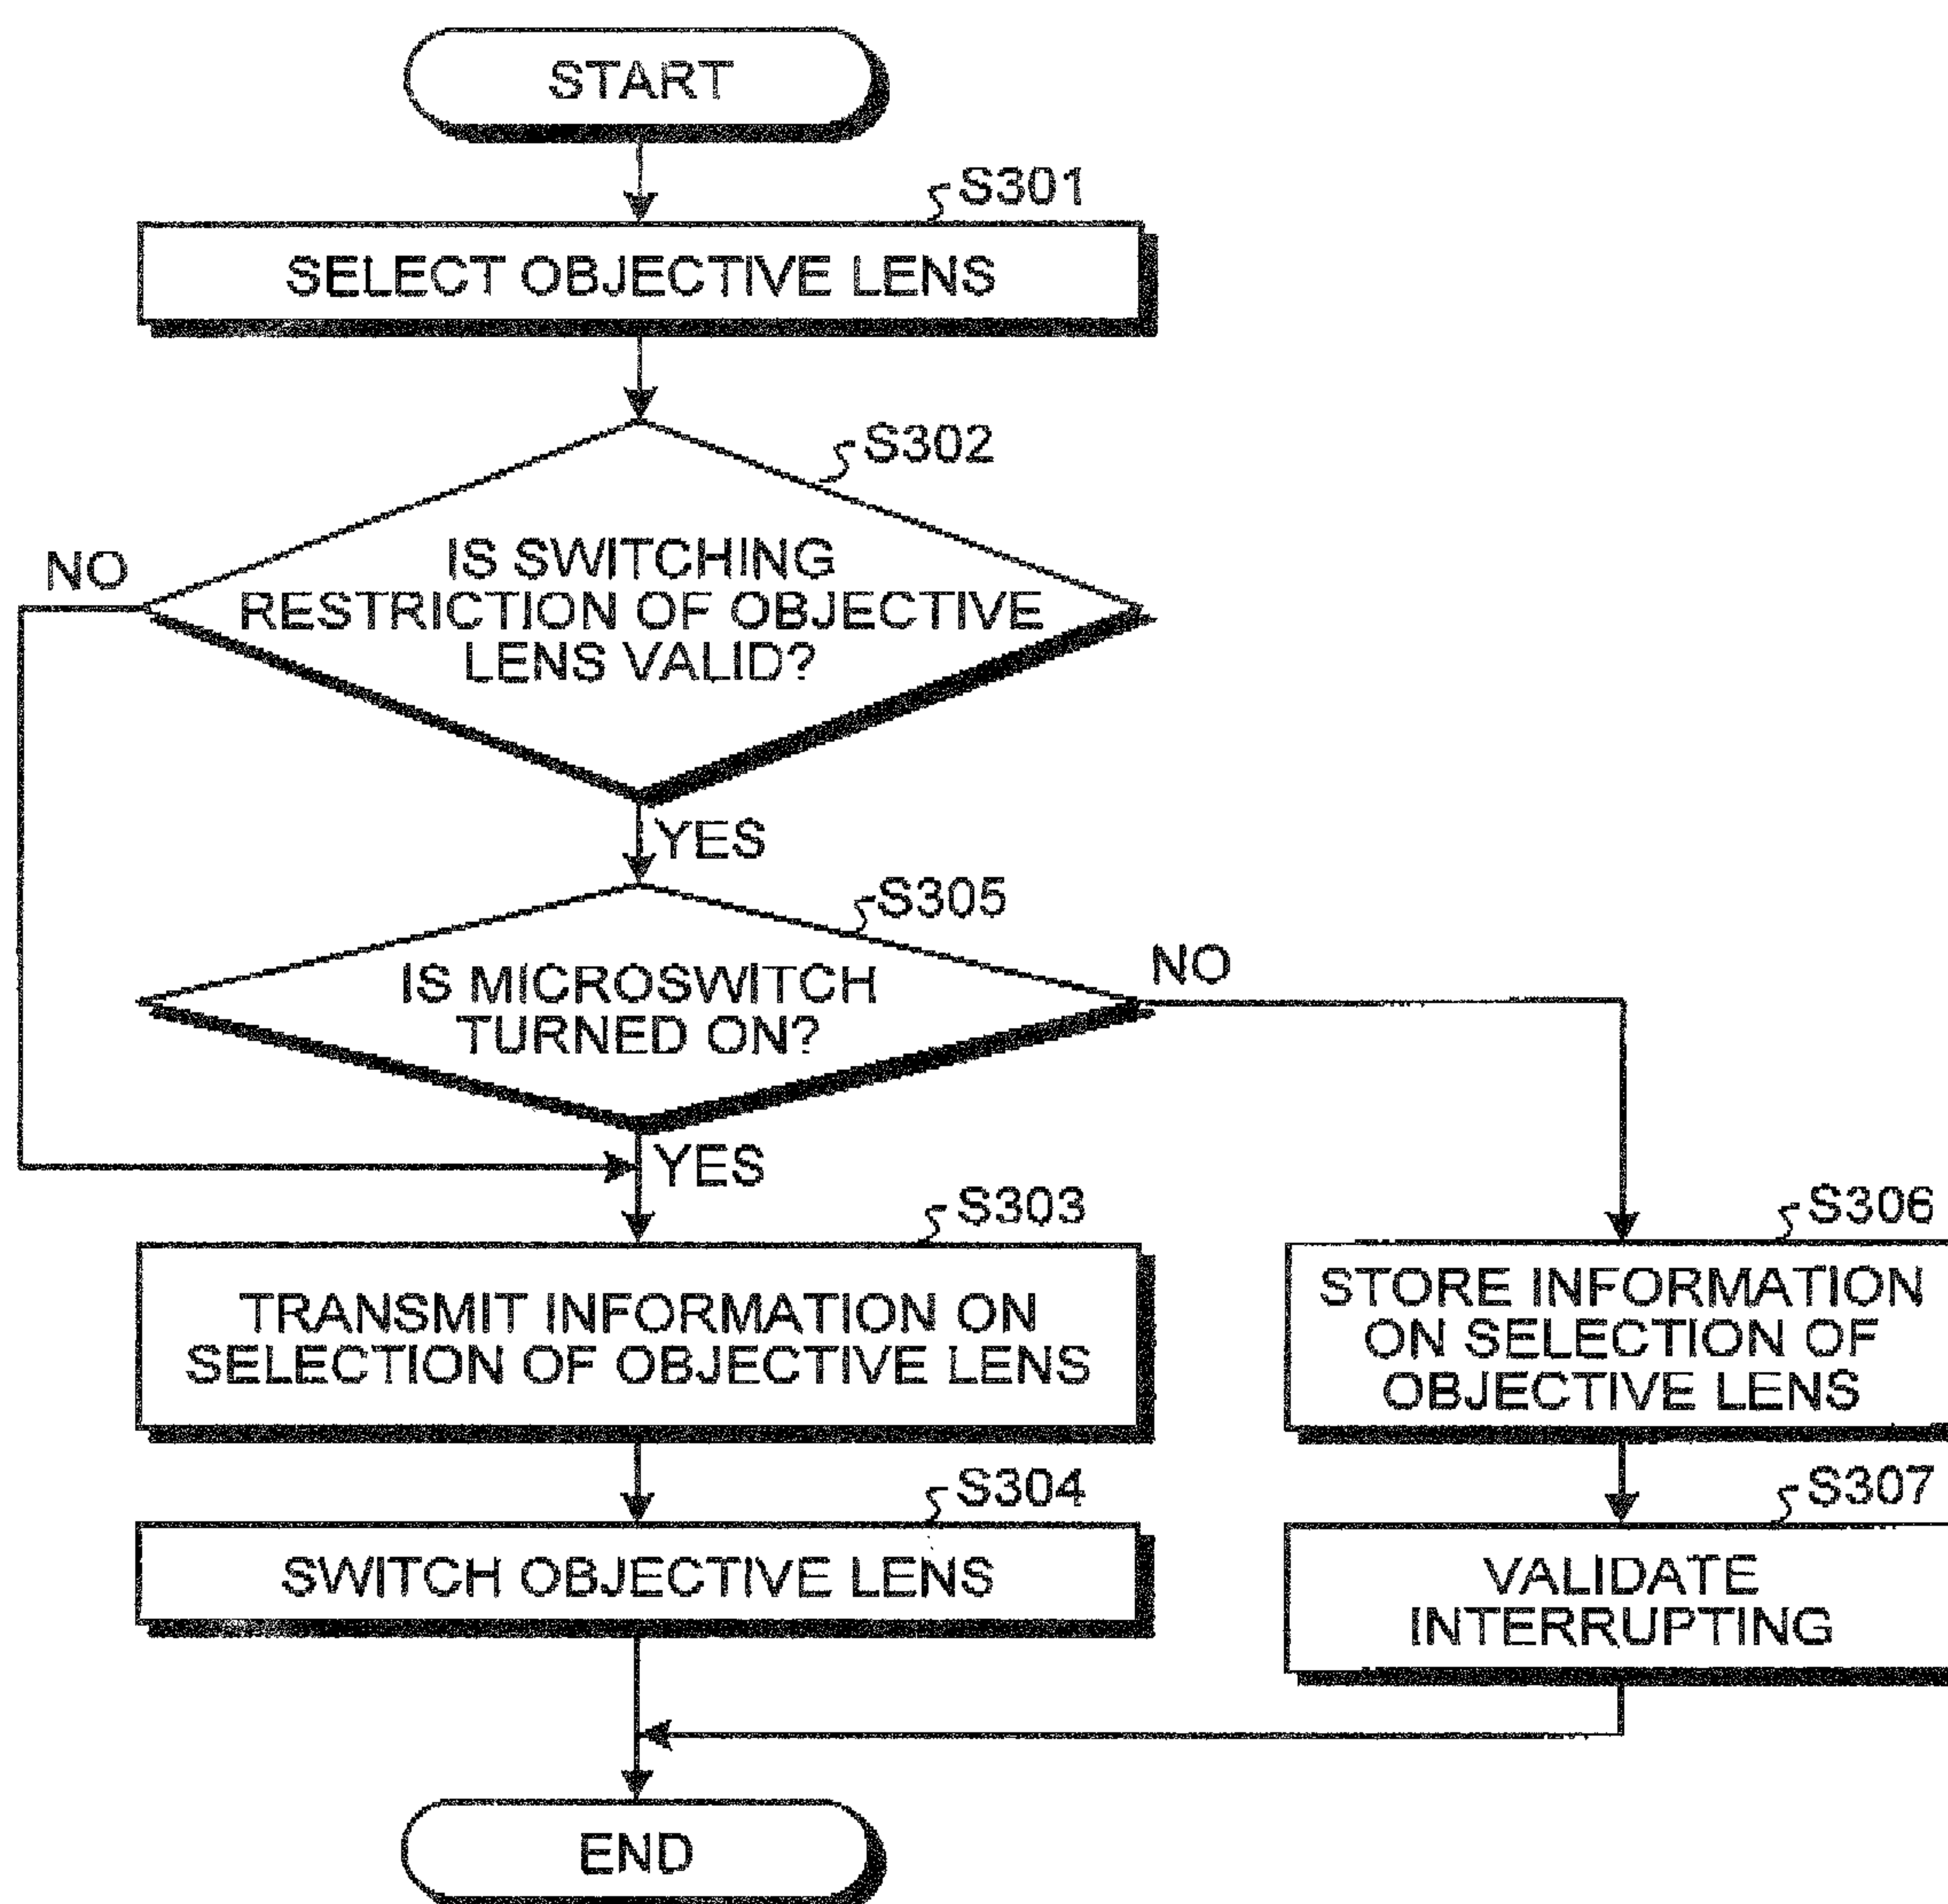 START
S301
SELECT OBJECTIVE LENS
S302
NO
IS SWITCHING
RESTRICTION OF OBJECTIVE
LENS VALID?
YES
S305
IS MICROSWITCH
TURNED ON?
NO
YES
S303
TRANSMIT INFORMATION ON
SELECTION OF OBJECTIVE LENS
S306
STORE INFORMATION
ON SELECTION OF
OBJECTIVE LENS
S304
SWITCH OBJECTIVE LENS
S307
VALIDATE
INTERRUPTING
END